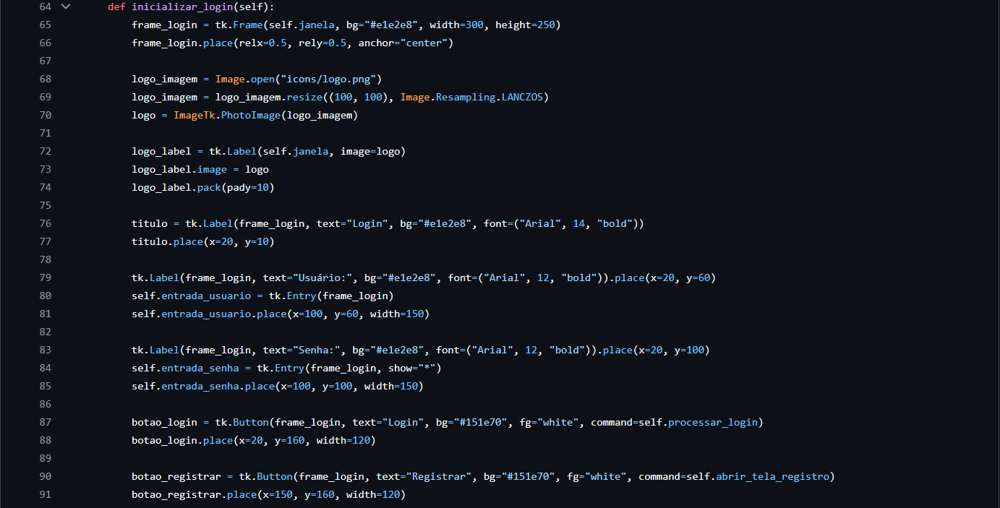 64 def inicializar_login(self):
65 frame_login = tk.Frame(self.janela, bg="#e1e2e8", width=300, height=250)
66 frame_login.place(relx=0.5, rely=0.5, anchor="center")
67
68 logo_imagem = Image.open("icons/logo.png")
69 logo_imagem = logo_imagem.resize((100, 100), Image.Resampling.LANCZOS)
70 logo = ImageTk.PhotoImage(logo_imagem)
71
72 logo_label = tk.Label(self.janela, image=logo)
73 logo_label.image = logo
74 logo_label.pack(pady=10)
75
76 titulo = tk.Label(frame_login, text="Login", bg="#e1e2e8", font=("Arial", 14, "bold"))
77 titulo.place(x=20, y=10)
78
79 tk.Label(frame_login, text="Usuário:", bg="#e1e2e8", font=("Arial", 12, "bold")).place(x=20, y=60)
80 self.entrada_usuario = tk.Entry(frame_login)
81 self.entrada_usuario.place(x=100, y=60, width=150)
82
83 tk.Label(frame_login, text="Senha:", bg="#e1e2e8", font=("Arial", 12, "bold")).place(x=20, y=100)
84 self.entrada_senha = tk.Entry(frame_login, show="*")
85 self.entrada_senha.place(x=100, y=100, width=150)
86
87 botao_login = tk.Button(frame_login, text="Login", bg="#151e70", fg="white", command=self.processar_login)
88 botao_login.place(x=20, y=160, width=120)
89
90 botao_registrar = tk.Button(frame_login, text="Registrar", bg="#151e70", fg="white", command=self.abrir_tela_registro)
91 botao_registrar.place(x=150, y=160, width=120)